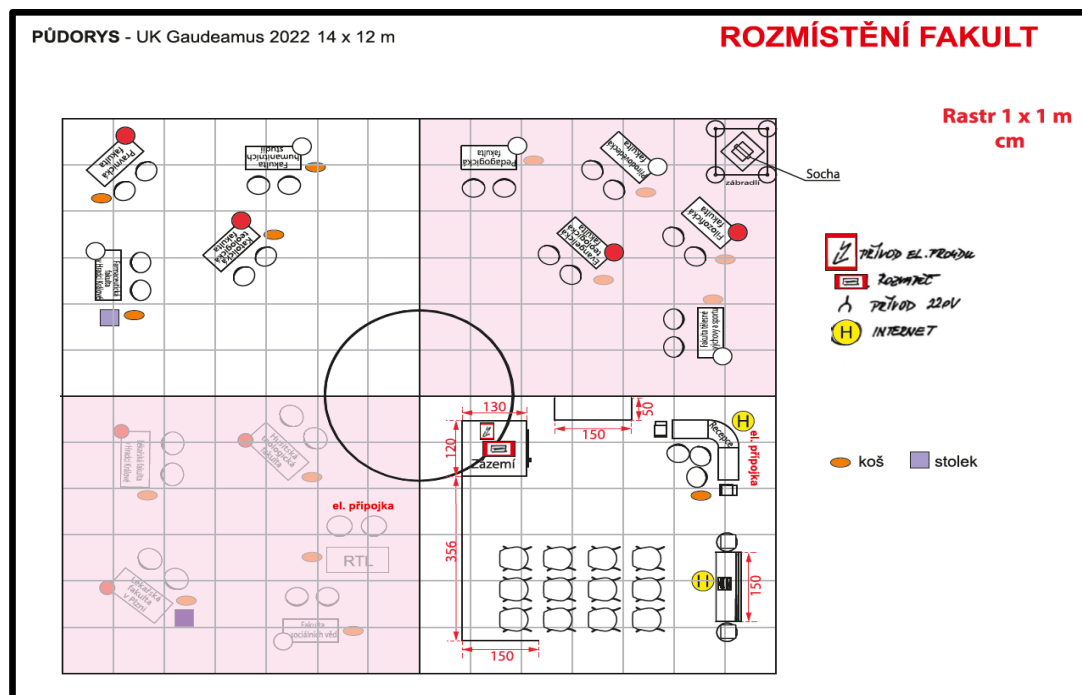 PŮDORYS - UK Gaudeamus 2022 14 x 12 m
ROZMÍSTĚNÍ FAKULT
Rastr 1 x 1 m
cm
Právnická
fakulta
Fakulta
humanitních
studií
Pedagogická
fakulta
Přírodovědecká
fakulta
zábradlí
Socha
Katolická
teologická
fakulta
Evangelická
teologická
fakulta
Filozofická
fakulta
Farmaceutická
fakulta
v Hradci Králové
Fakulta tělesné
výchovy a sportu
PŘÍVOD EL. PROUDU
ROZVADĚČ
PŘÍVOD 220V
H INTERNET
130
120
Zázemí
50
150
Recepce
H
el. přípojka
koš
stolek
Lékařská fakulta
v Hradci Králové
Husitská
teologická
fakulta
el. přípojka
RTL
356
H
150
Lékařská
fakulta
v Plzni
Fakulta
sociálních věd
150